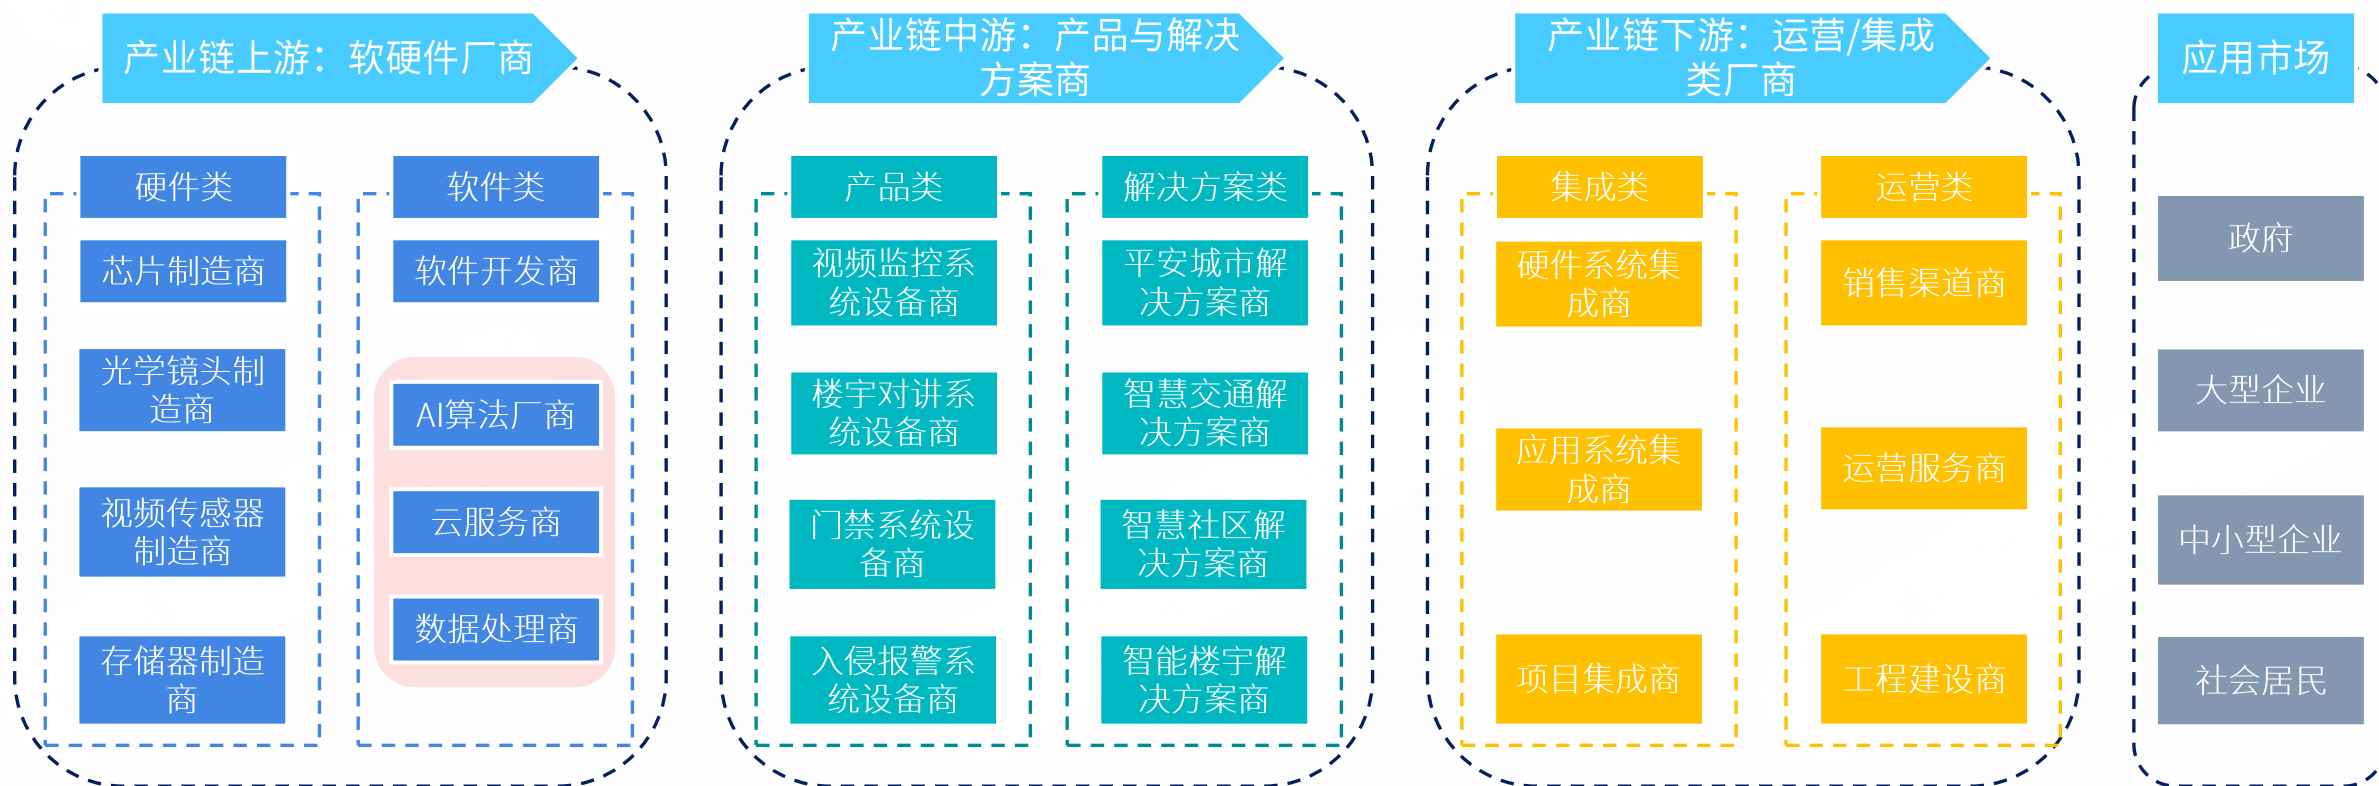 产业链上游：软硬件厂商
硬件类
芯片制造商
光学镜头制
造商
视频传感器
制造商
存储器制造
商
软件类
软件开发商
AI算法厂商
云服务商
数据处理商
产业链中游：产品与解决
方案商
产品类
视频监控系
统设备商
楼宇对讲系
统设备商
门禁系统设
备商
入侵报警系
统设备商
解决方案类
平安城市解
决方案商
智慧交通解
决方案商
智慧社区解
决方案商
智能楼宇解
决方案商
产业链下游：运营/集成
类厂商
集成类
硬件系统集
成商
应用系统集
成商
项目集成商
运营类
销售渠道商
运营服务商
工程建设商
应用市场
政府
大型企业
中小型企业
社会居民